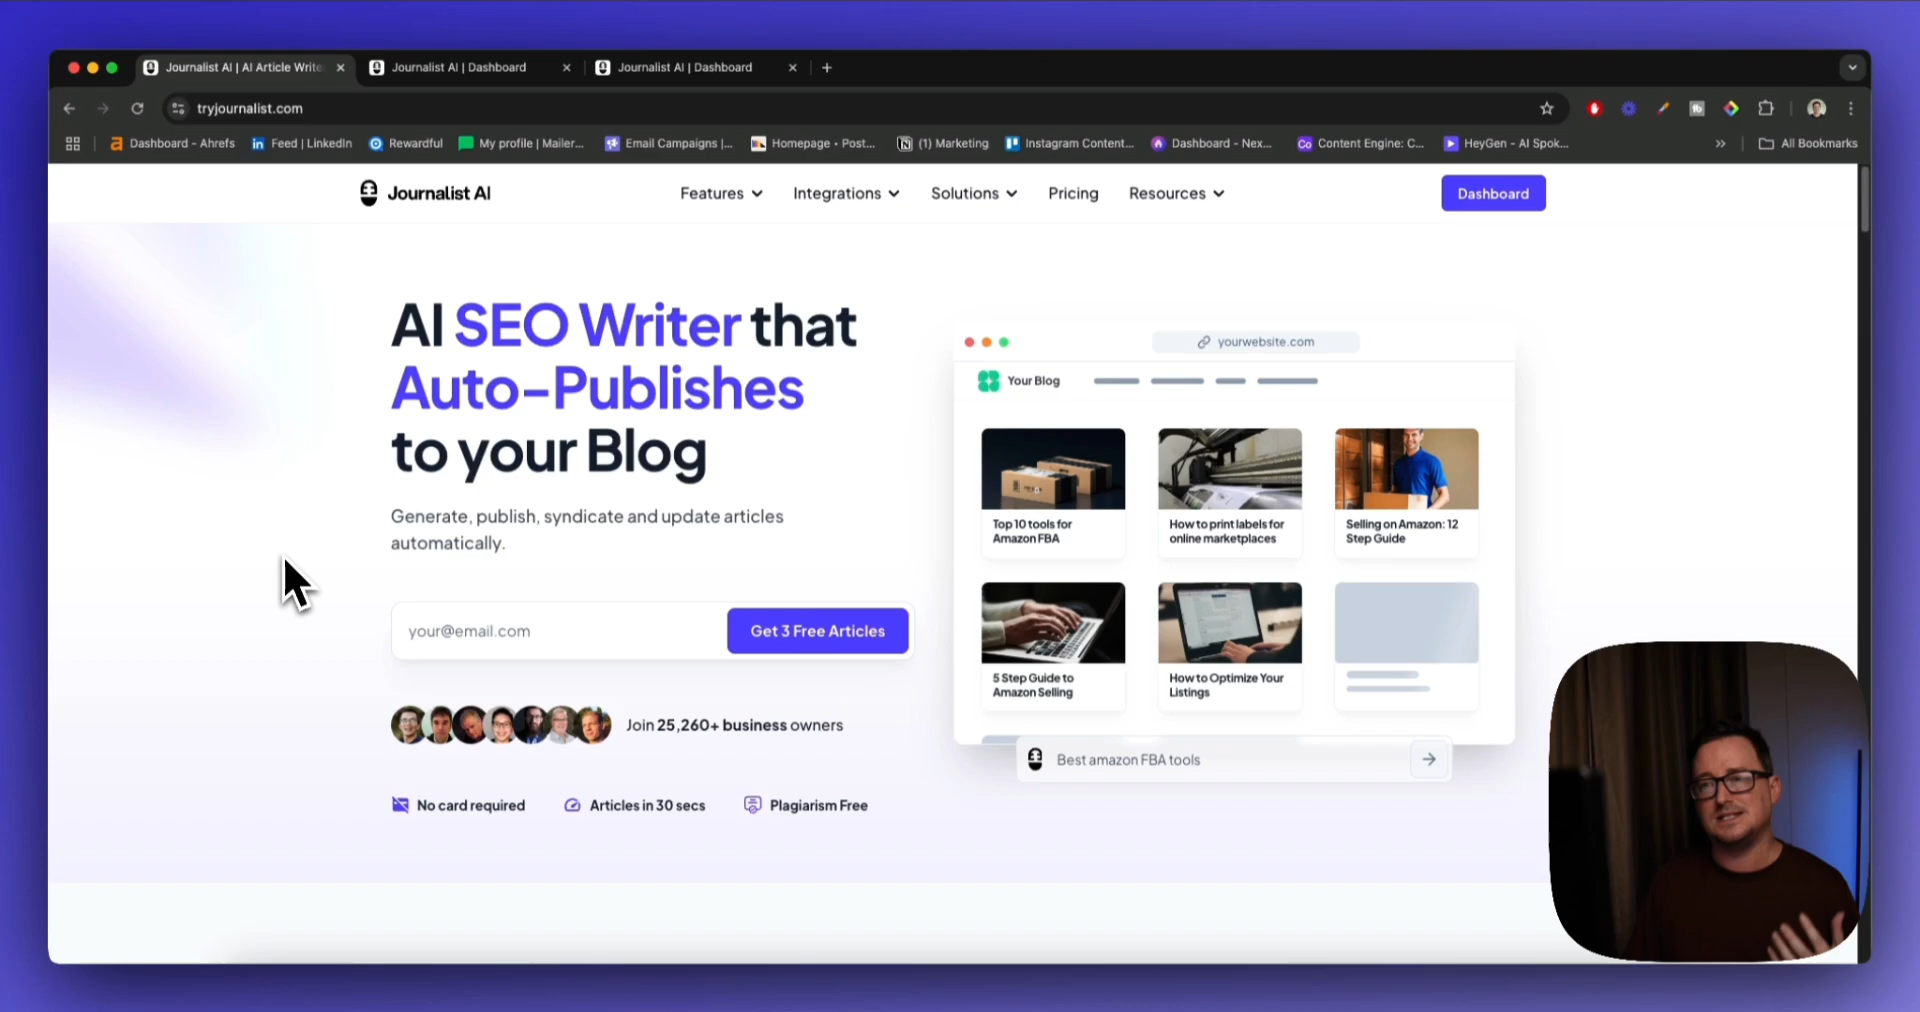 Journalist AI | AI Article Write
Journalist AI | Dashboard
Journalist AI | Dashboard
tryjournalist.com
Dashboard - Ahrefs
Feed | LinkedIn
Rewardful
My profile | Mailer...
Email Campaigns |...
Homepage • Post...
(1) Marketing
Instagram Content...
Dashboard - Nex...
Content Engine: C...
HeyGen - AI Spok...
All Bookmarks
Journalist AI
Features
Integrations
Solutions
Pricing
Resources
Dashboard
AI SEO Writer that
Auto-Publishes
to your Blog
Generate, publish, syndicate and update articles
automatically.
your@email.com
Get 3 Free Articles
Join 25,260+ business owners
No card required
Articles in 30 secs
Plagiarism Free
yourwebsite.com
Your Blog
Top 10 tools for
Amazon FBA
How to print labels for
online marketplaces
Selling on Amazon: 12
Step Guide
5 Step Guide to
Amazon Selling
How to Optimize Your
Listings
Best amazon FBA tools